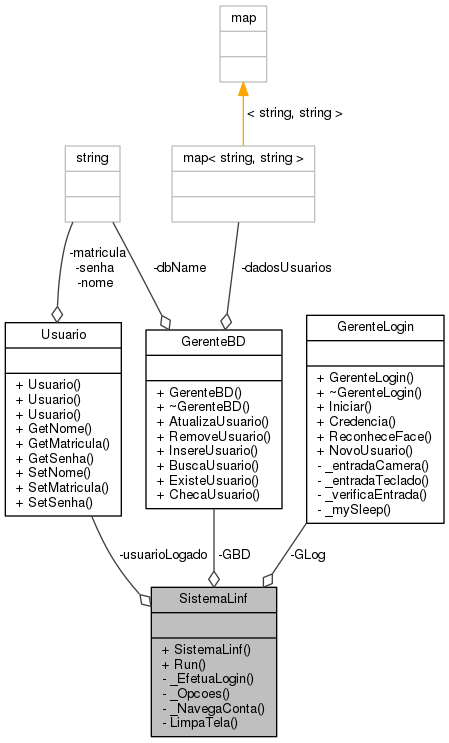 map
< string, string >
string
map< string, string >
-matricula
-senha
-nome
-dbName
-dadosUsuarios
Usuario
+ Usuario()
+ Usuario()
+ Usuario()
+ GetNome()
+ GetMatricula()
+ GetSenha()
+ SetNome()
+ SetMatricula()
+ SetSenha()
GerenteBD
+ GerenteBD()
+ ~GerenteBD()
+ AtualizaUsuario()
+ RemoveUsuario()
+ InsereUsuario()
+ BuscaUsuario()
+ ExisteUsuario()
+ ChecaUsuario()
GerenteLogin
+ GerenteLogin()
+ ~GerenteLogin()
+ Iniciar()
+ Credencia()
+ ReconheceFace()
+ NovoUsuario()
- _entradaCamera()
- _entradaTeclado()
- _verificaEntrada()
- _mySleep()
-usuarioLogado
-GBD
-GLog
SistemaLinf
+ SistemaLinf()
+ Run()
- _EfetuaLogin()
- _Opcoes()
- _NavegaConta()
- LimpaTela()